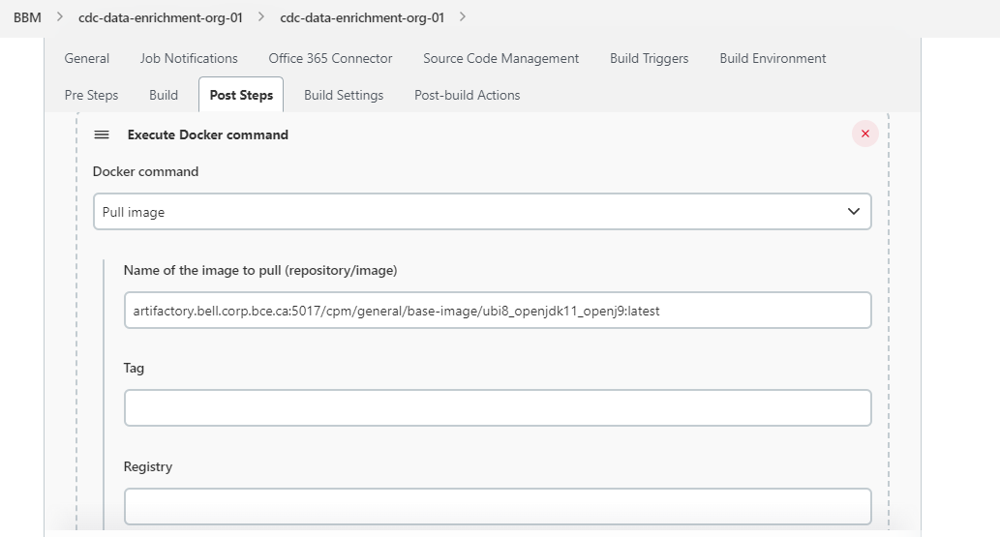 BBM > cdc-data-enrichment-org-01 > cdc-data-enrichment-org-01 >
General Job Notifications Office 365 Connector Source Code Management Build Triggers Build Environment
Pre Steps Build Post Steps Build Settings Post-build Actions
Execute Docker command
Docker command
Pull image
Name of the image to pull (repository/image)
artifactory.bell.corp.bce.ca:5017/cpm/general/base-image/ubi8_openjdk11_openj9:latest
Tag
Registry